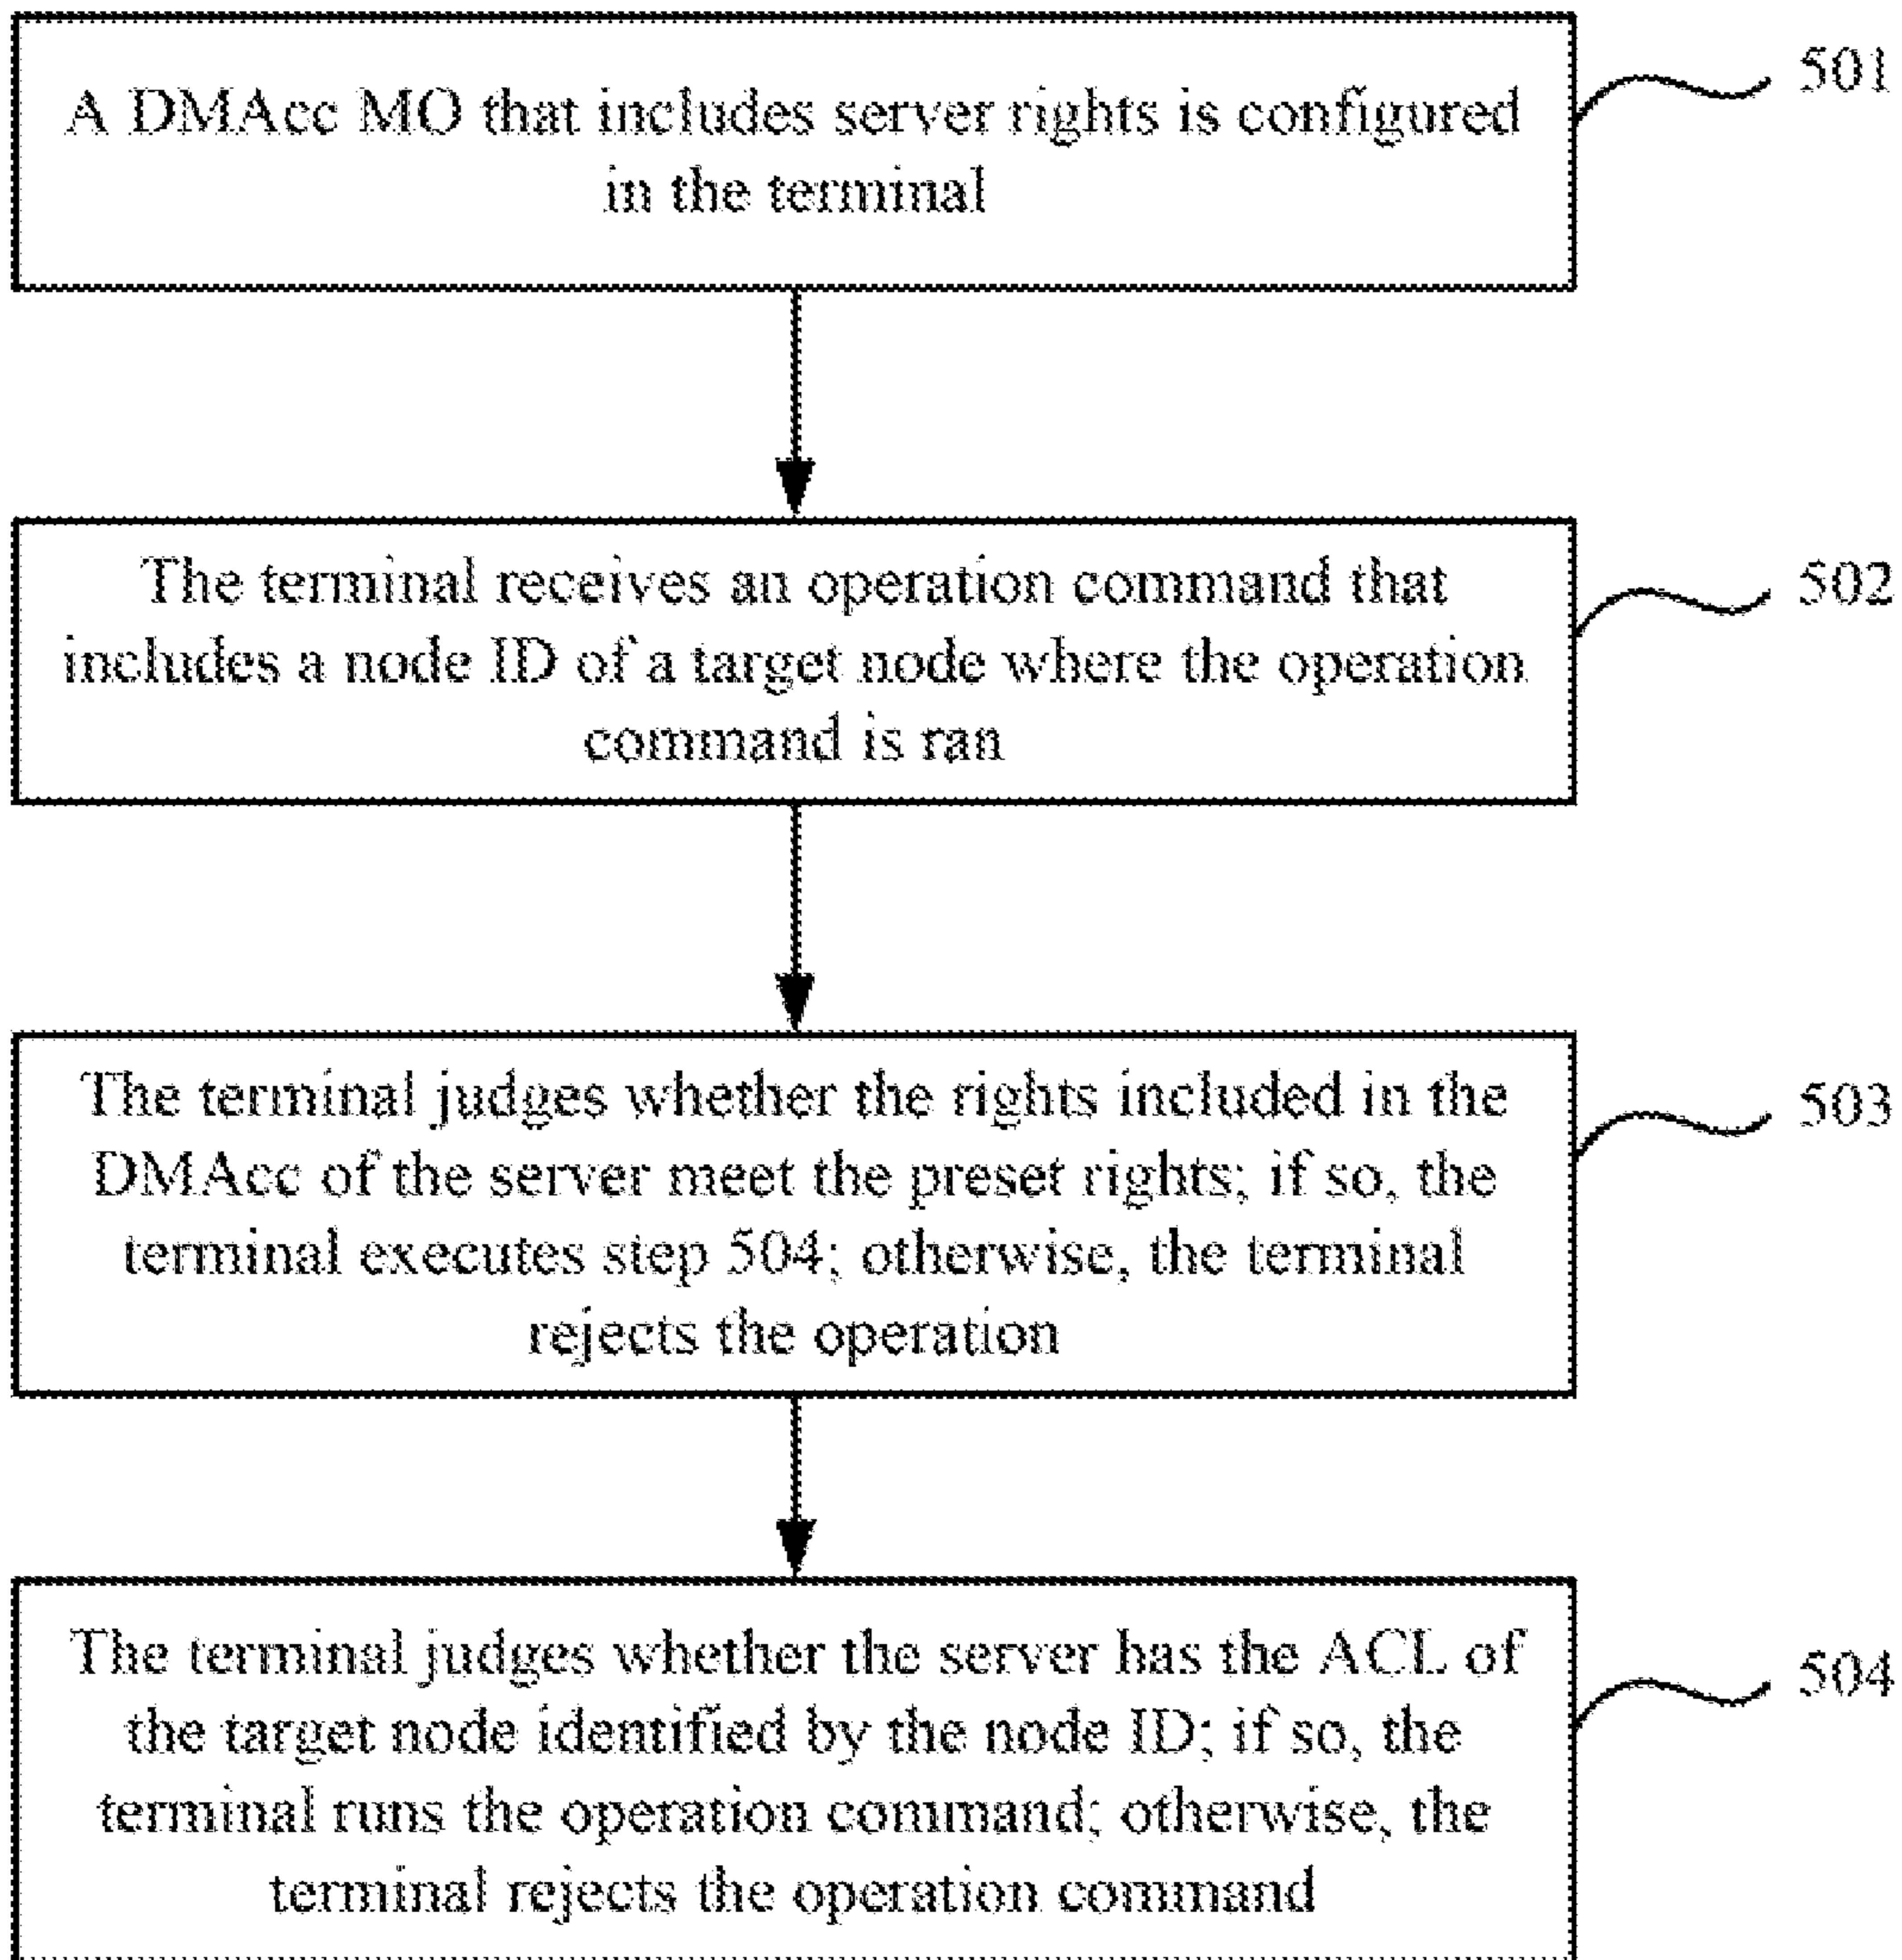 A DMAcc MO that includes server rights is configured
in the terminal
501
The terminal receives an operation command that
includes a node ID of a target node where the operation
command is ran
502
The terminal judges whether the rights included in the
DMAcc of the server meet the preset rights; if so, the
terminal executes step 504; otherwise, the terminal
rejects the operation
503
The terminal judges whether the server has the ACL of
the target node identified by the node ID; if so, the
terminal runs the operation command; otherwise, the
terminal rejects the operation command
504